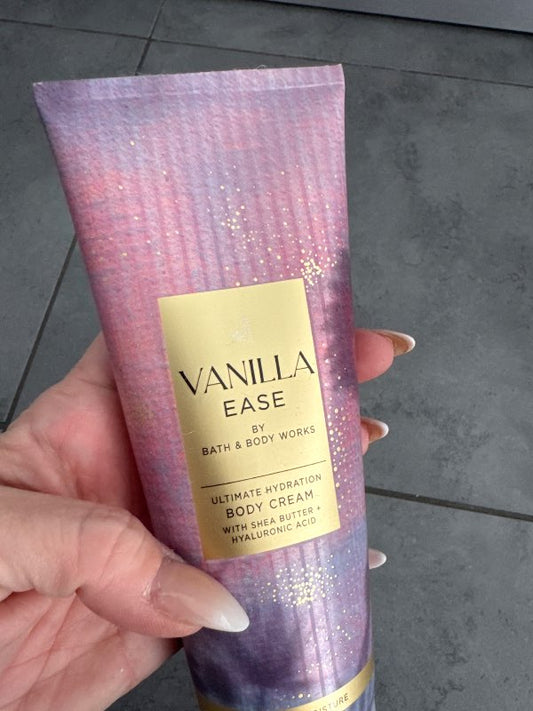 VANILLA
EASE
BY
BATH & BODY WORKS
ULTIMATE HYDRATION
BODY CREAM
WITH SHEA BUTTER +
HYALURONIC ACID